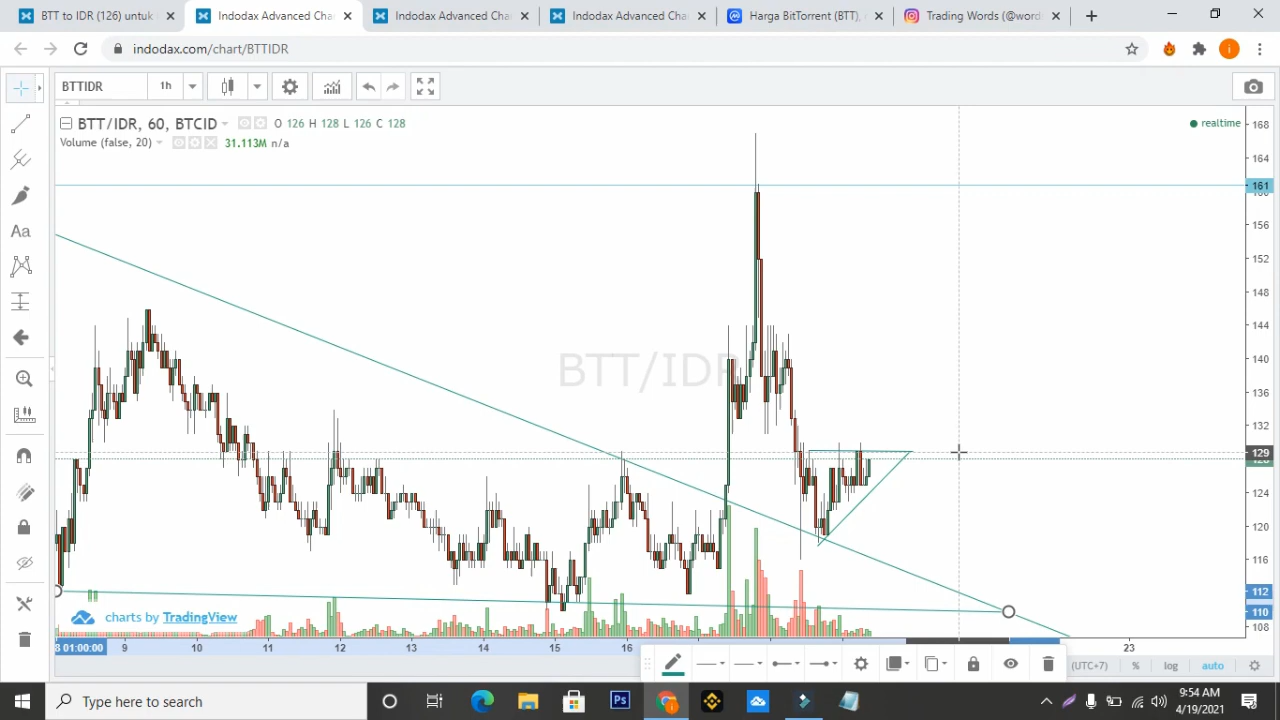 BTT to IDR (126) untuk
Indodax Advanced Cha
Indodax Advanced Cha
Indodax Advanced Cha
Harga BitTorrent (BTT), c
Trading Words (@word
indodax.com/chart/BTTIDR
BTTIDR
1h
BTT/IDR, 60, BTCID
O 126 H 128 L 126 C 128
realtime
Volume (false, 20)
31.113M n/a
Aa
BTT/IDR
168
164
161
156
152
148
144
140
136
132
129
124
120
116
112
110
108
charts by TradingView
8 01:00:00
9
10
11
12
13
14
15
16
23
(UTC+7)
%
log
auto
Type here to search
Ps
9:54 AM
4/19/2021